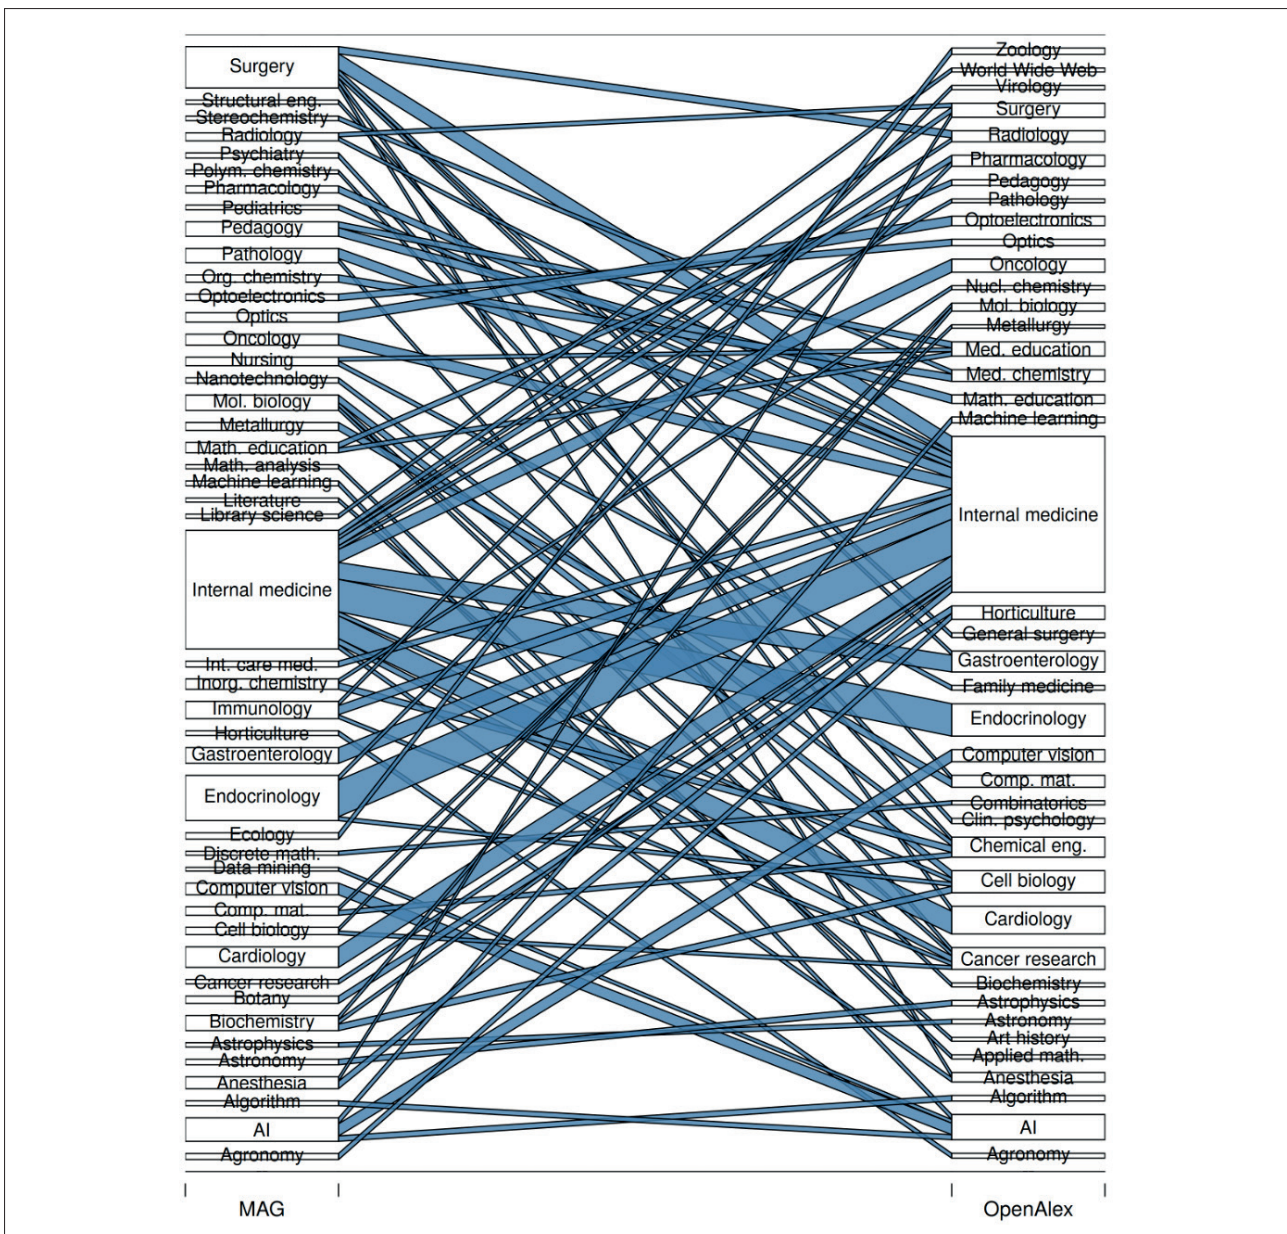 Surgery
Structural eng.
Stereochemistry
Radiology
Psychiatry
Polym. chemistry
Pharmacology
Pediatrics
Pedagogy
Pathology
Org. chemistry
Optoelectronics
Optics
Oncology
Nursing
Nanotechnology
Mol. biology
Metallurgy
Math. education
Math. analysis
Machine learning
Literature
Library science
Internal medicine
Int. care med.
Inorg. chemistry
Immunology
Horticulture
Gastroenterology
Endocrinology
Ecology
Discrete math.
Data mining
Computer vision
Comp. mat.
Cell biology
Cardiology
Cancer research
Botany
Biochemistry
Astrophysics
Astronomy
Anesthesia
Algorithm
AI
Agronomy
MAG
Zoology
World Wide Web
Virology
Surgery
Radiology
Pharmacology
Pedagogy
Pathology
Optoelectronics
Optics
Oncology
Nucl. chemistry
Mol. biology
Metallurgy
Med. education
Med. chemistry
Math. education
Machine learning
Internal medicine
Horticulture
General surgery
Gastroenterology
Family medicine
Endocrinology
Computer vision
Comp. mat.
Combinatorics
Clin. psychology
Chemical eng.
Cell biology
Cardiology
Cancer research
Biochemistry
Astrophysics
Astronomy
Art history
Applied math.
Anesthesia
Algorithm
AI
Agronomy
OpenAlex